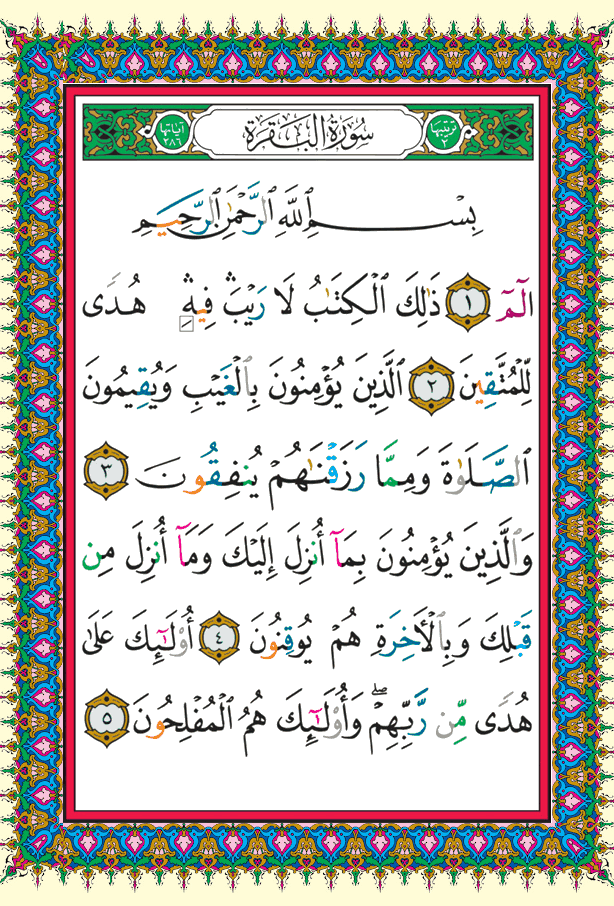 ترتيبها ٢ سُورَةُ الْبَقَرَةِ آياتها ٢٨٦
بِسْمِ ٱللَّهِ ٱلرَّحْمَٰنِ ٱلرَّحِيمِ
الٓمٓ ١ ذَٰلِكَ ٱلْكِتَٰبُ لَا رَيْبَ ۛ فِيهِ ۛ هُدًى
لِّلْمُتَّقِينَ ٢ ٱلَّذِينَ يُؤْمِنُونَ بِٱلْغَيْبِ وَيُقِيمُونَ
ٱلصَّلَوٰةَ وَمِمَّا رَزَقْنَٰهُمْ يُنفِقُونَ ٣
وَٱلَّذِينَ يُؤْمِنُونَ بِمَآ أُنزِلَ إِلَيْكَ وَمَآ أُنزِلَ مِن
قَبْلِكَ وَبِٱلْأَخِرَةِ هُمْ يُوقِنُونَ ٤ أُوْلَٰٓئِكَ عَلَىٰ
هُدًى مِّن رَّبِّهِمْ ۖ وَأُوْلَٰٓئِكَ هُمُ ٱلْمُفْلِحُونَ ٥